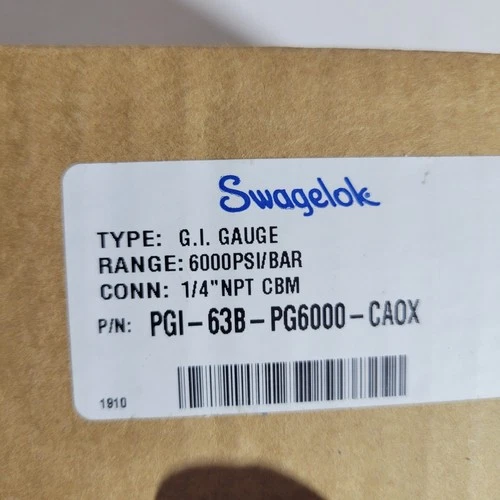 Swagelok
TYPE: G.I. GAUGE
RANGE: 6000PSI/BAR
CONN: 1/4"NPT CBM
P/N: PGI-63B-PG6000-CAOX
1910